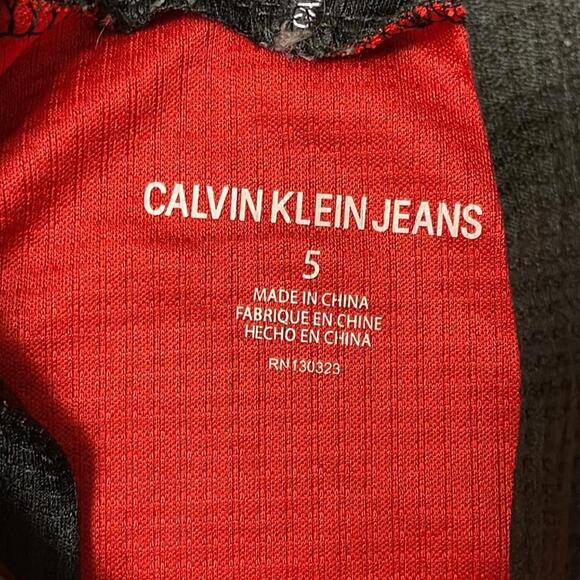 CALVIN KLEIN JEANS
5
MADE IN CHINA
FABRIQUE EN CHINE
HECHO EN CHINA
RN130323